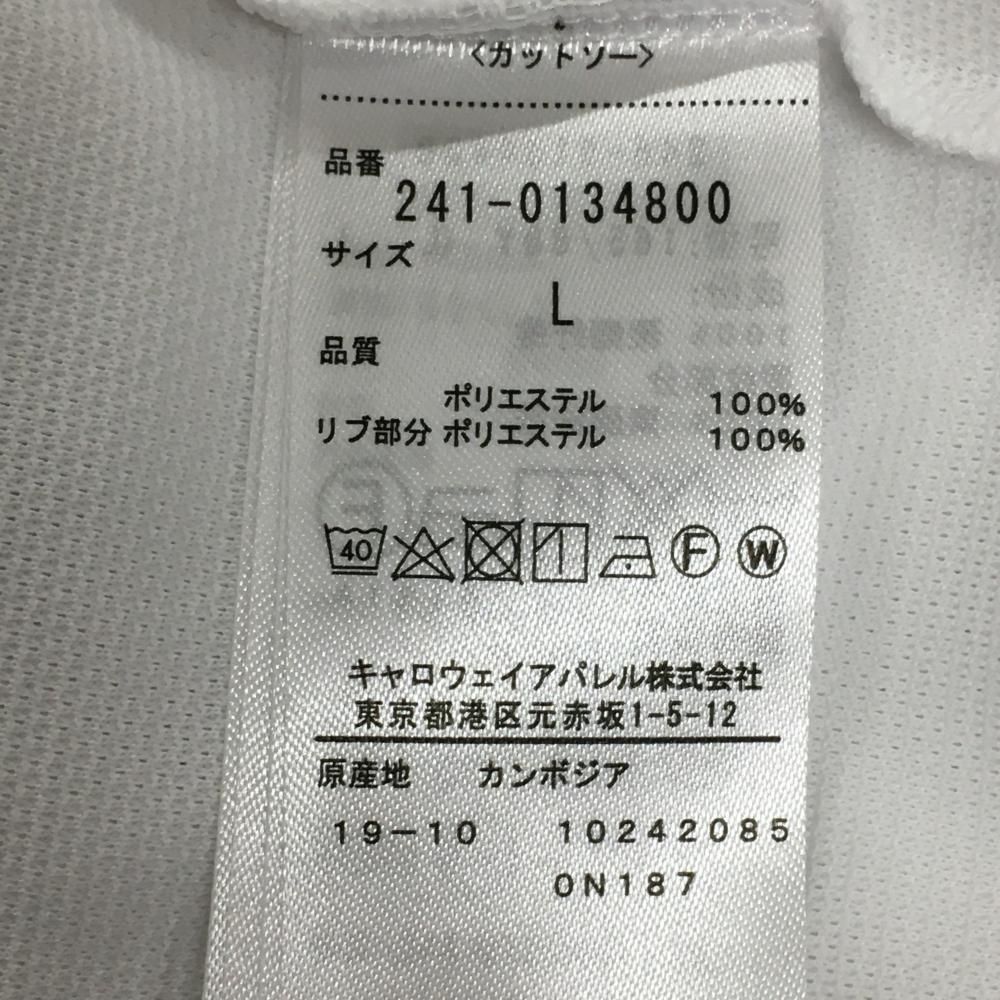 <カットソー>
品番
241-0134800
サイズ
L
品質
ポリエステル 100%
リブ部分 ポリエステル 100%
40 F W
キャロウェイアパレル株式会社
東京都港区元赤坂1-5-12
原産地 カンボジア
19-10 10242085
0N187